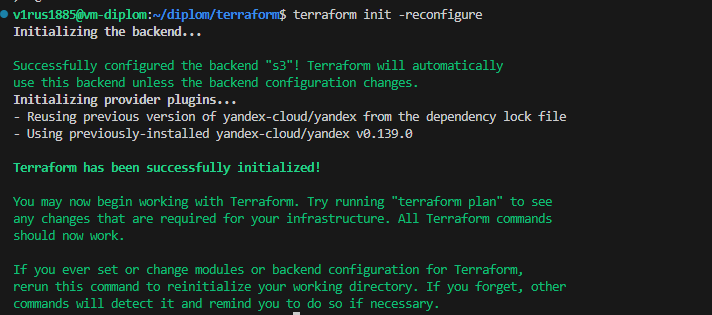 v1rus1885@vm-diplom:~/diplom/terraform$ terraform init -reconfigure
Initializing the backend...

Successfully configured the backend "s3"! Terraform will automatically
use this backend unless the backend configuration changes.
Initializing provider plugins...
- Reusing previous version of yandex-cloud/yandex from the dependency lock file
- Using previously-installed yandex-cloud/yandex v0.139.0

Terraform has been successfully initialized!

You may now begin working with Terraform. Try running "terraform plan" to see
any changes that are required for your infrastructure. All Terraform commands
should now work.

If you ever set or change modules or backend configuration for Terraform,
rerun this command to reinitialize your working directory. If you forget, other
commands will detect it and remind you to do so if necessary.